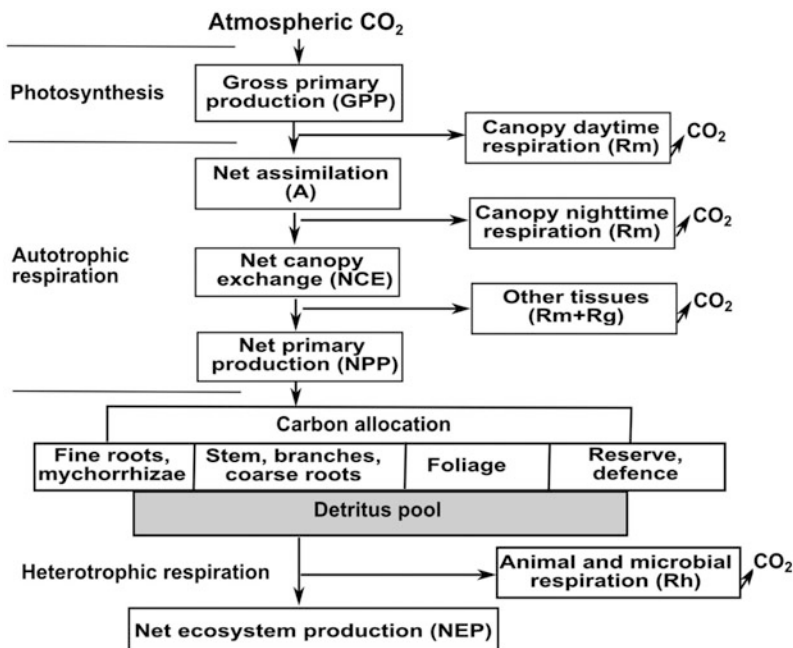 Atmospheric CO₂
Photosynthesis
Gross primary
production (GPP)
Canopy daytime
respiration (Rm)
CO₂
Net assimilation
(A)
Canopy nighttime
respiration (Rm)
CO₂
Autotrophic
respiration
Net canopy
exchange (NCE)
Other tissues
(Rm+Rg)
CO₂
Net primary
production (NPP)
Carbon allocation
Fine roots,
mychorrhizae
Stem, branches,
coarse roots
Foliage
Reserve,
defence
Detritus pool
Heterotrophic respiration
Animal and microbial
respiration (Rh)
CO₂
Net ecosystem production (NEP)